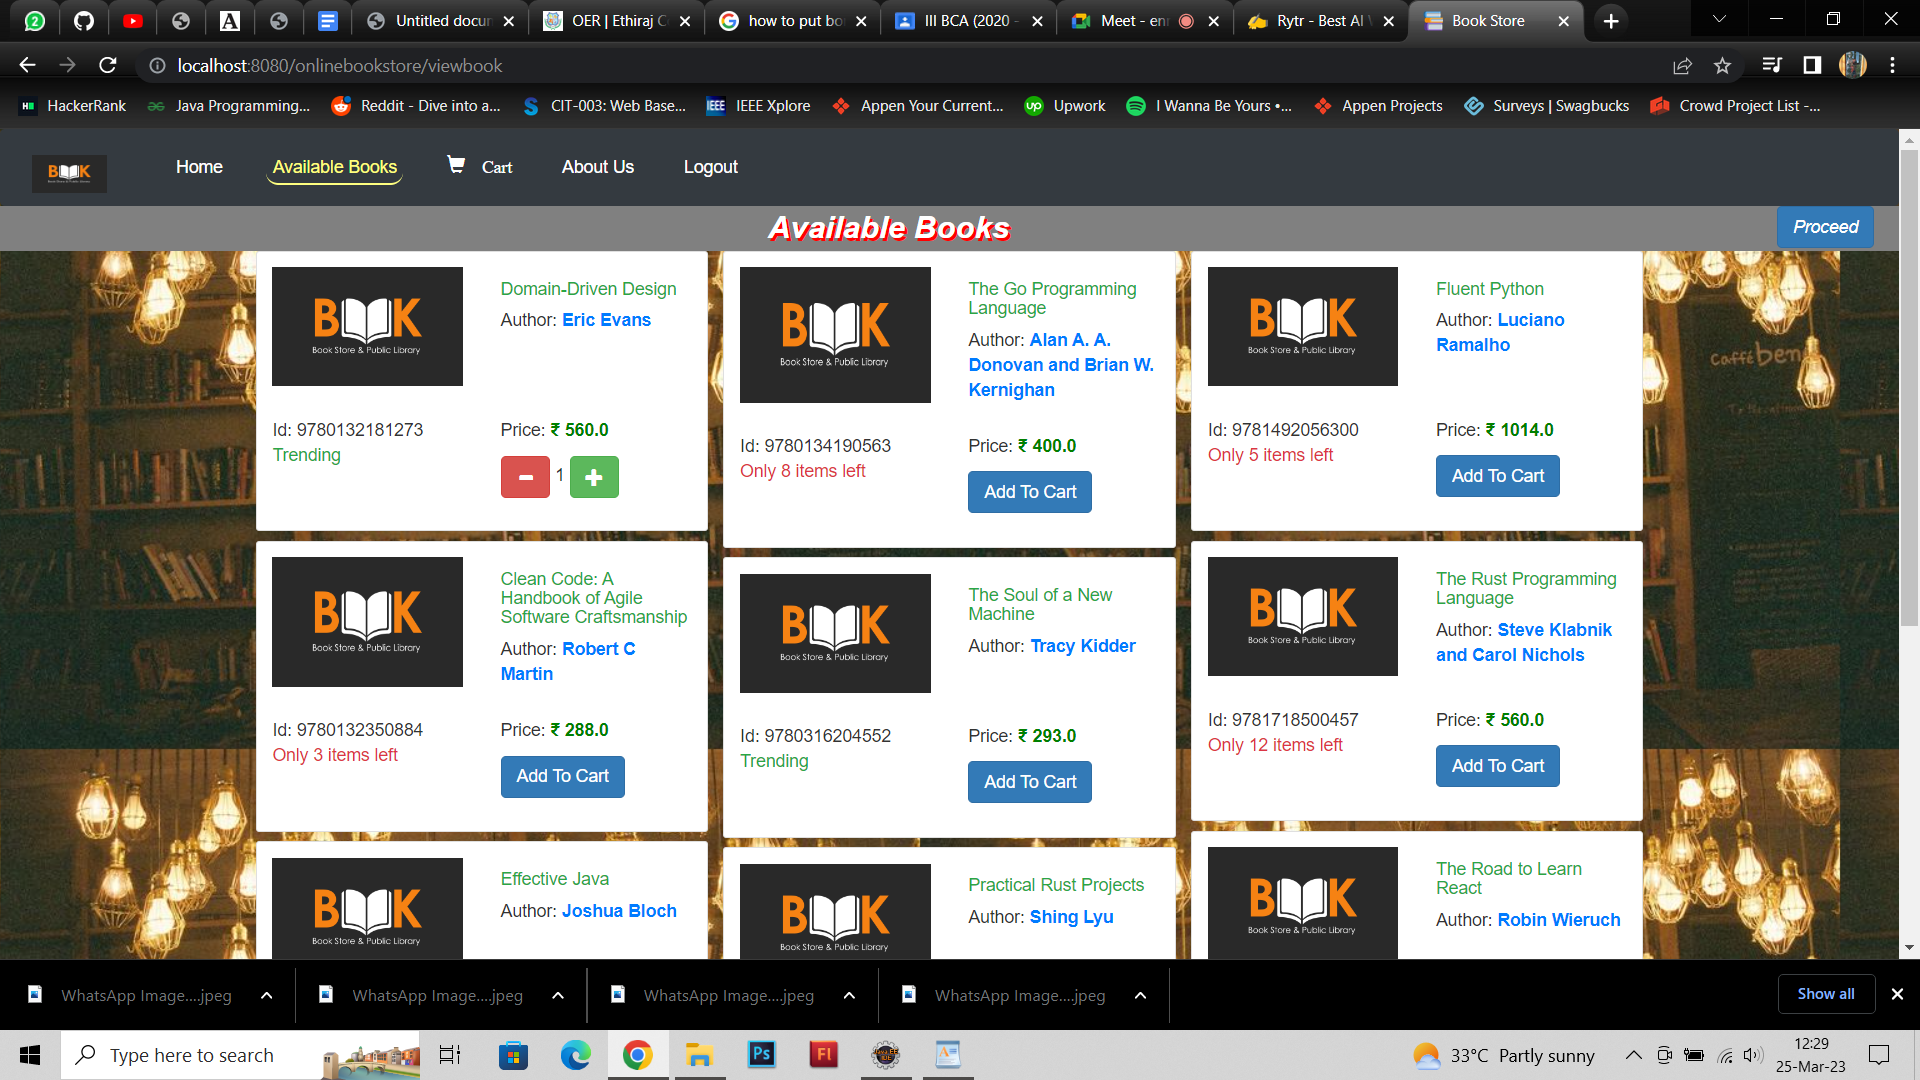 Untitled docun
OER | Ethiraj C
how to put bo
III BCA (2020 -
Meet - enr
Rytr - Best AI
Book Store
localhost:8080/onlinebookstore/viewbook
HackerRank
Java Programming...
Reddit - Dive into a...
CIT-003: Web Base...
IEEE
IEEE Xplore
Appen Your Current...
up
Upwork
I Wanna Be Yours •...
Appen Projects
Surveys | Swagbucks
Crowd Project List -...
BOOK
Home
Available Books
Cart
About Us
Logout
Available Books
Proceed
BOOK
Book Store & Public Library
Domain-Driven Design
Author: Eric Evans
Id: 9780132181273
Trending
Price: ₹ 560.0
1
BOOK
Book Store & Public Library
The Go Programming
Language
Author: Alan A. A.
Donovan and Brian W.
Kernighan
Id: 9780134190563
Only 8 items left
Price: ₹ 400.0
Add To Cart
BOOK
Book Store & Public Library
Fluent Python
Author: Luciano
Ramalho
Id: 9781492056300
Only 5 items left
Price: ₹ 1014.0
Add To Cart
caffébene
BOOK
Book Store & Public Library
Clean Code: A
Handbook of Agile
Software Craftsmanship
Author: Robert C
Martin
Id: 9780132350884
Only 3 items left
Price: ₹ 288.0
Add To Cart
BOOK
Book Store & Public Library
The Soul of a New
Machine
Author: Tracy Kidder
Id: 9780316204552
Trending
Price: ₹ 293.0
Add To Cart
BOOK
Book Store & Public Library
The Rust Programming
Language
Author: Steve Klabnik
and Carol Nichols
Id: 9781718500457
Only 12 items left
Price: ₹ 560.0
Add To Cart
BOOK
Book Store & Public Library
Effective Java
Author: Joshua Bloch
BOOK
Book Store & Public Library
Practical Rust Projects
Author: Shing Lyu
BOOK
Book Store & Public Library
The Road to Learn
React
Author: Robin Wieruch
WhatsApp Image....jpeg
WhatsApp Image....jpeg
WhatsApp Image....jpeg
WhatsApp Image....jpeg
Show all
Type here to search
Ps
Fl
33°C Partly sunny
12:29
25-Mar-23